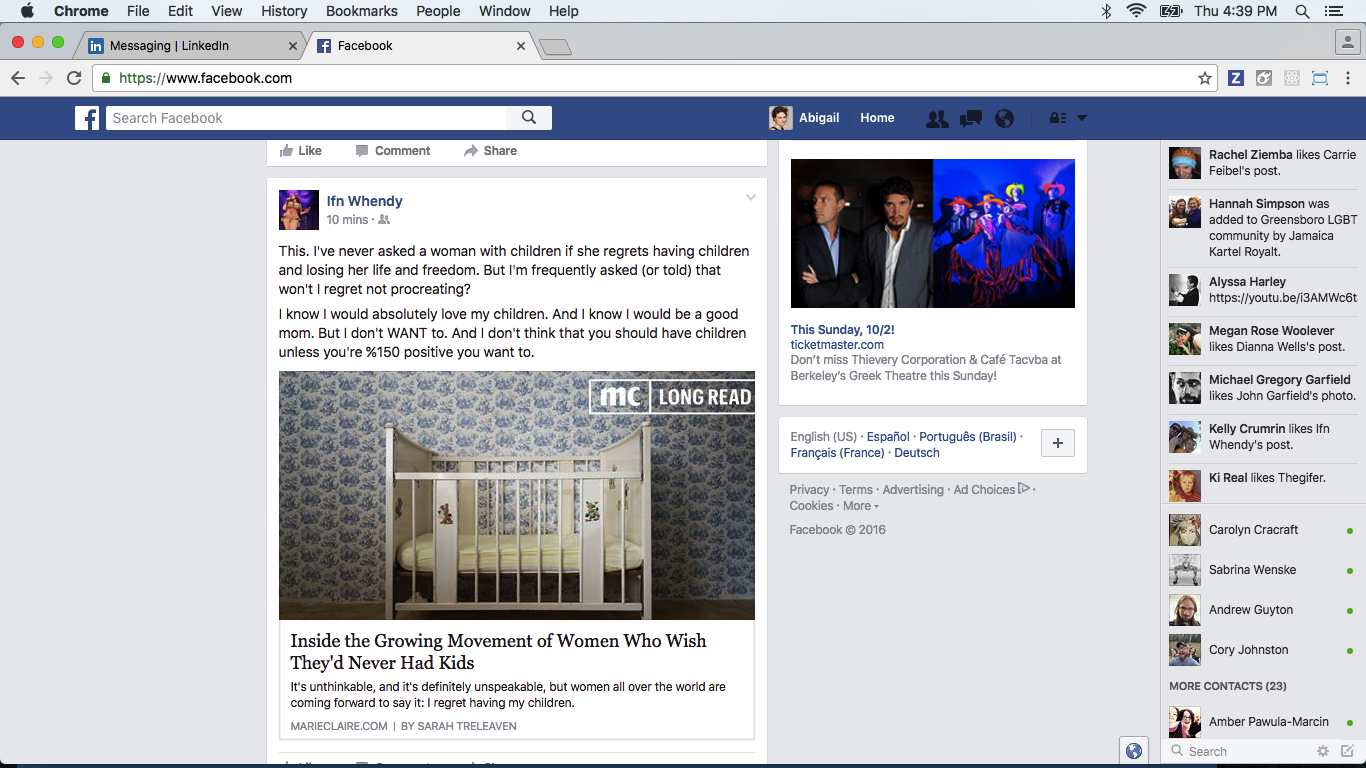 Chrome File Edit View History Bookmarks People Window Help Thu 4:39 PM
Messaging | LinkedIn Facebook
https://www.facebook.com
Search Facebook Abigail Home
Like Comment Share
Ifn Whendy
10 mins ·
This. I've never asked a woman with children if she regrets having children
and losing her life and freedom. But I'm frequently asked (or told) that
won't I regret not procreating?
I know I would absolutely love my children. And I know I would be a good
mom. But I don't WANT to. And I don't think that you should have children
unless you're %150 positive you want to.
mc LONG READ
Inside the Growing Movement of Women Who Wish
They'd Never Had Kids
It's unthinkable, and it's definitely unspeakable, but women all over the world are
coming forward to say it: I regret having my children.
MARIECLAIRE.COM | BY SARAH TRELEAVEN
This Sunday, 10/2!
ticketmaster.com
Don't miss Thievery Corporation & Café Tacvba at
Berkeley's Greek Theatre this Sunday!
English (US) · Español · Português (Brasil) ·
Français (France) · Deutsch
Privacy · Terms · Advertising · Ad Choices ·
Cookies · More
Facebook © 2016
Rachel Ziemba likes Carrie
Feibel's post.
Hannah Simpson was
added to Greensboro LGBT
community by Jamaica
Kartel Royalt.
Alyssa Harley
https://youtu.be/i3AMWc6t
Megan Rose Woolever
likes Dianna Wells's post.
Michael Gregory Garfield
likes John Garfield's photo.
Kelly Crumrin likes Ifn
Whendy's post.
Ki Real likes Thegifer.
Carolyn Cracraft
Sabrina Wenske
Andrew Guyton
Cory Johnston
MORE CONTACTS (23)
Amber Pawula-Marcin
Search